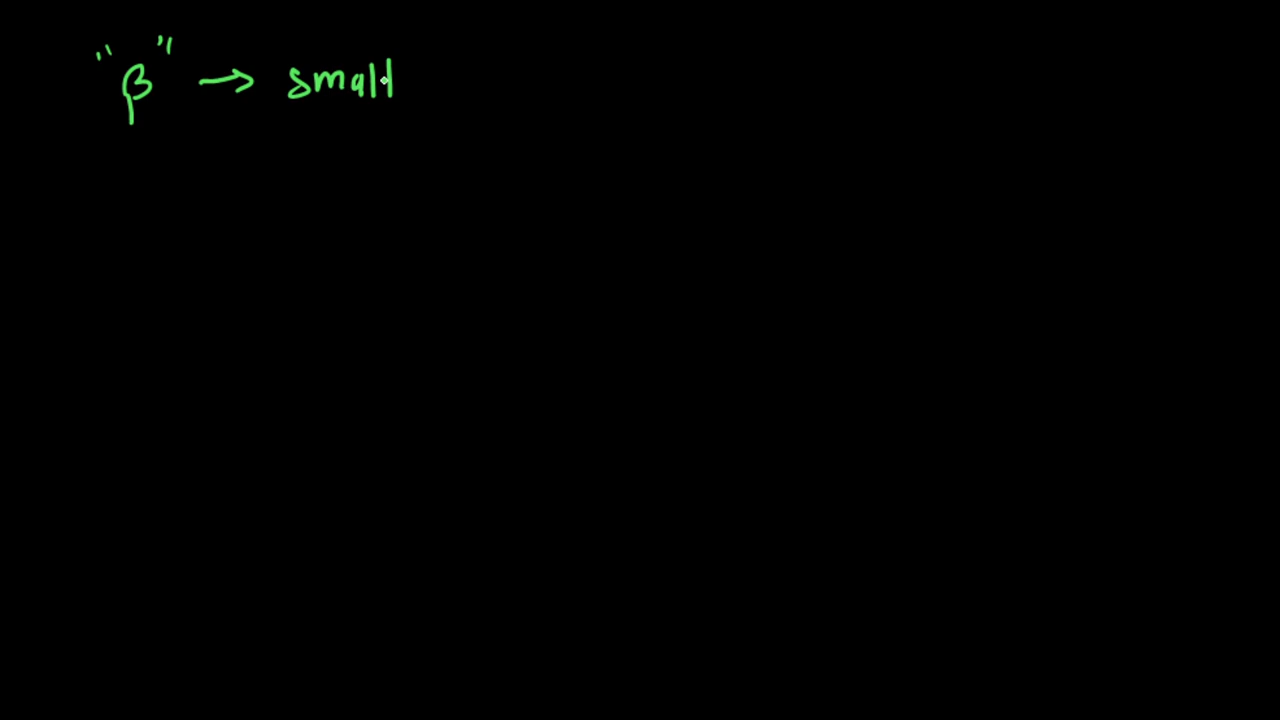 "β" → small